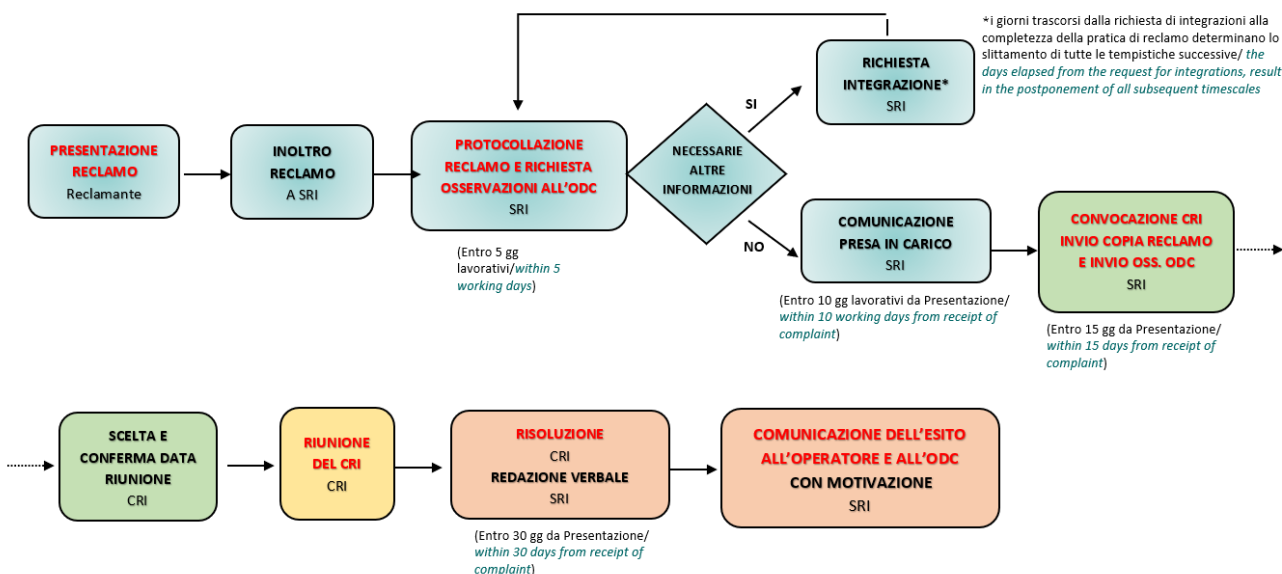 *i giorni trascorsi dalla richiesta di integrazioni alla
completezza della pratica di reclamo determinano lo
slittamento di tutte le tempistiche successive/ the
days elapsed from the request for integrations, result
in the postponement of all subsequent timescales
RICHIESTA
INTEGRAZIONE*
SRI
SI
PRESENTAZIONE
RECLAMO
Reclamante
INOLTRO
RECLAMO
A SRI
PROTOCOLLAZIONE
RECLAMO E RICHIESTA
OSSERVAZIONI ALL'ODC
SRI
(Entro 5 gg
lavorativi/within 5
working days)
NECESSARIE
ALTRE
INFORMAZIONI
NO
COMUNICAZIONE
PRESA IN CARICO
SRI
(Entro 10 gg lavorativi da Presentazione/
within 10 working days from receipt of
complaint)
CONVOCAZIONE CRI
INVIO COPIA RECLAMO
E INVIO OSS. ODC
SRI
(Entro 15 gg da Presentazione/
within 15 days from receipt of
complaint)
SCELTA E
CONFERMA DATA
RIUNIONE
CRI
RIUNIONE
DEL CRI
CRI
RISOLUZIONE
CRI
REDAZIONE VERBALE
SRI
(Entro 30 gg da Presentazione/
within 30 days from receipt of
complaint)
COMUNICAZIONE DELL'ESITO
ALL'OPERATORE E ALL'ODC
CON MOTIVAZIONE
SRI